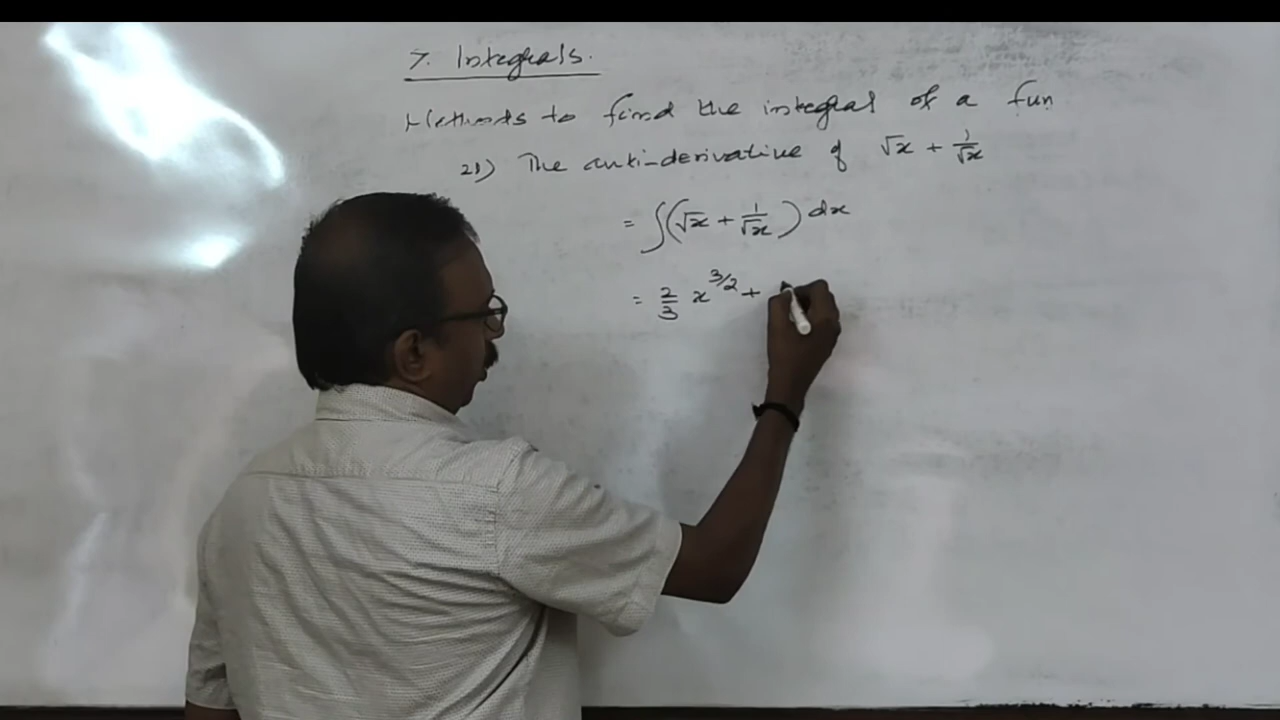 7. Integrals.
Methods to find the integral of a fun
21) The anti-derivative of √x + 1/√x
= ∫(√x + 1/√x) dx
= 2/3 x^3/2 +